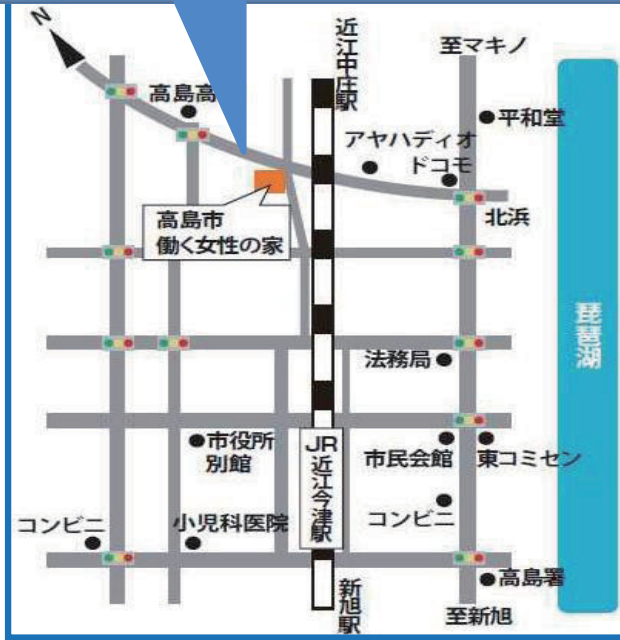 N
近江中庄駅
至マキノ
高島高
平和堂
アヤハディオ
ドコモ
北浜
高島市
働く女性の家
琵琶湖
法務局
市役所
別館
JR
近江今津駅
市民会館
東コミセン
コンビニ
小児科医院
コンビニ
高島署
新旭駅
至新旭